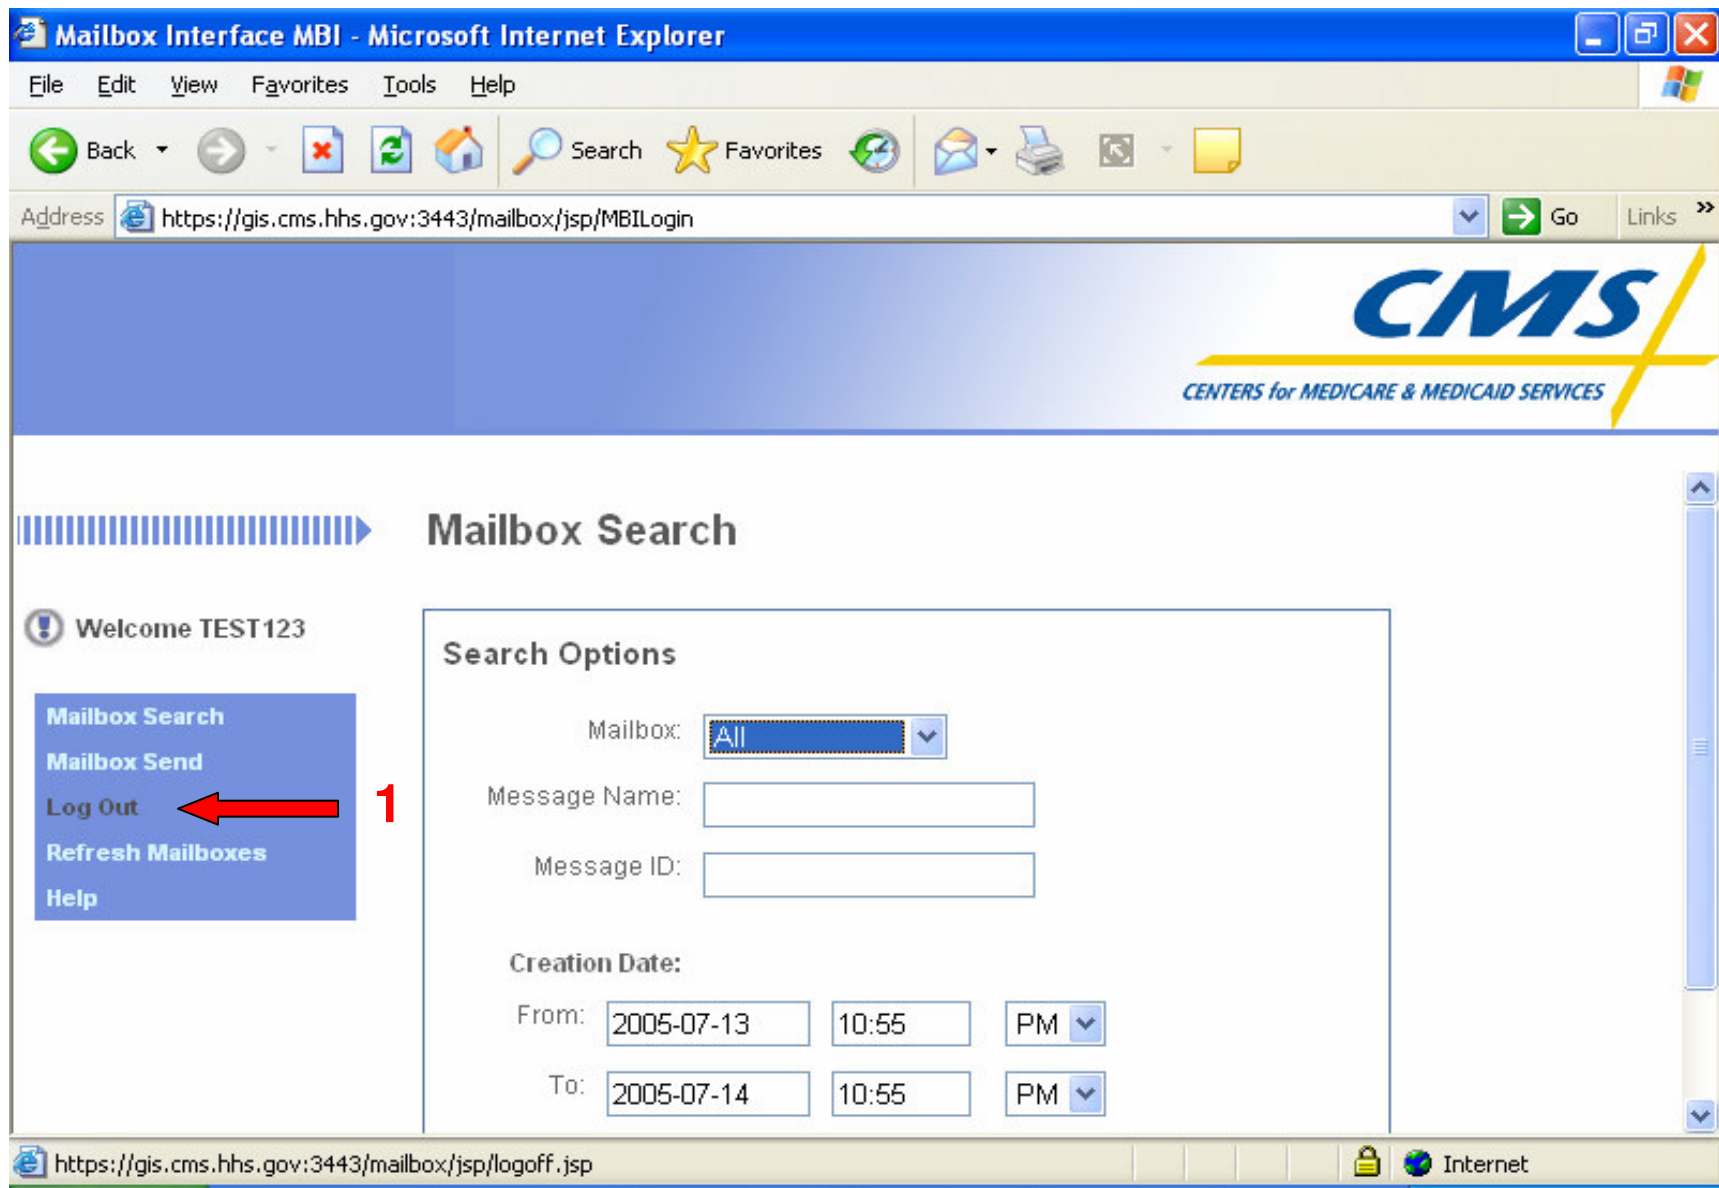 Mailbox Interface MBI - Microsoft Internet Explorer
File Edit View Favorites Tools Help
Back Search Favorites
Address https://gis.cms.hhs.gov:3443/mailbox/jsp/MBILogin Go Links »
CMS
CENTERS for MEDICARE & MEDICAID SERVICES
Mailbox Search
Welcome TEST123
Mailbox Search
Mailbox Send
Log Out 1
Refresh Mailboxes
Help
Search Options
Mailbox: All
Message Name:
Message ID:
Creation Date:
From: 2005-07-13 10:55 PM
To: 2005-07-14 10:55 PM
https://gis.cms.hhs.gov:3443/mailbox/jsp/logoff.jsp Internet